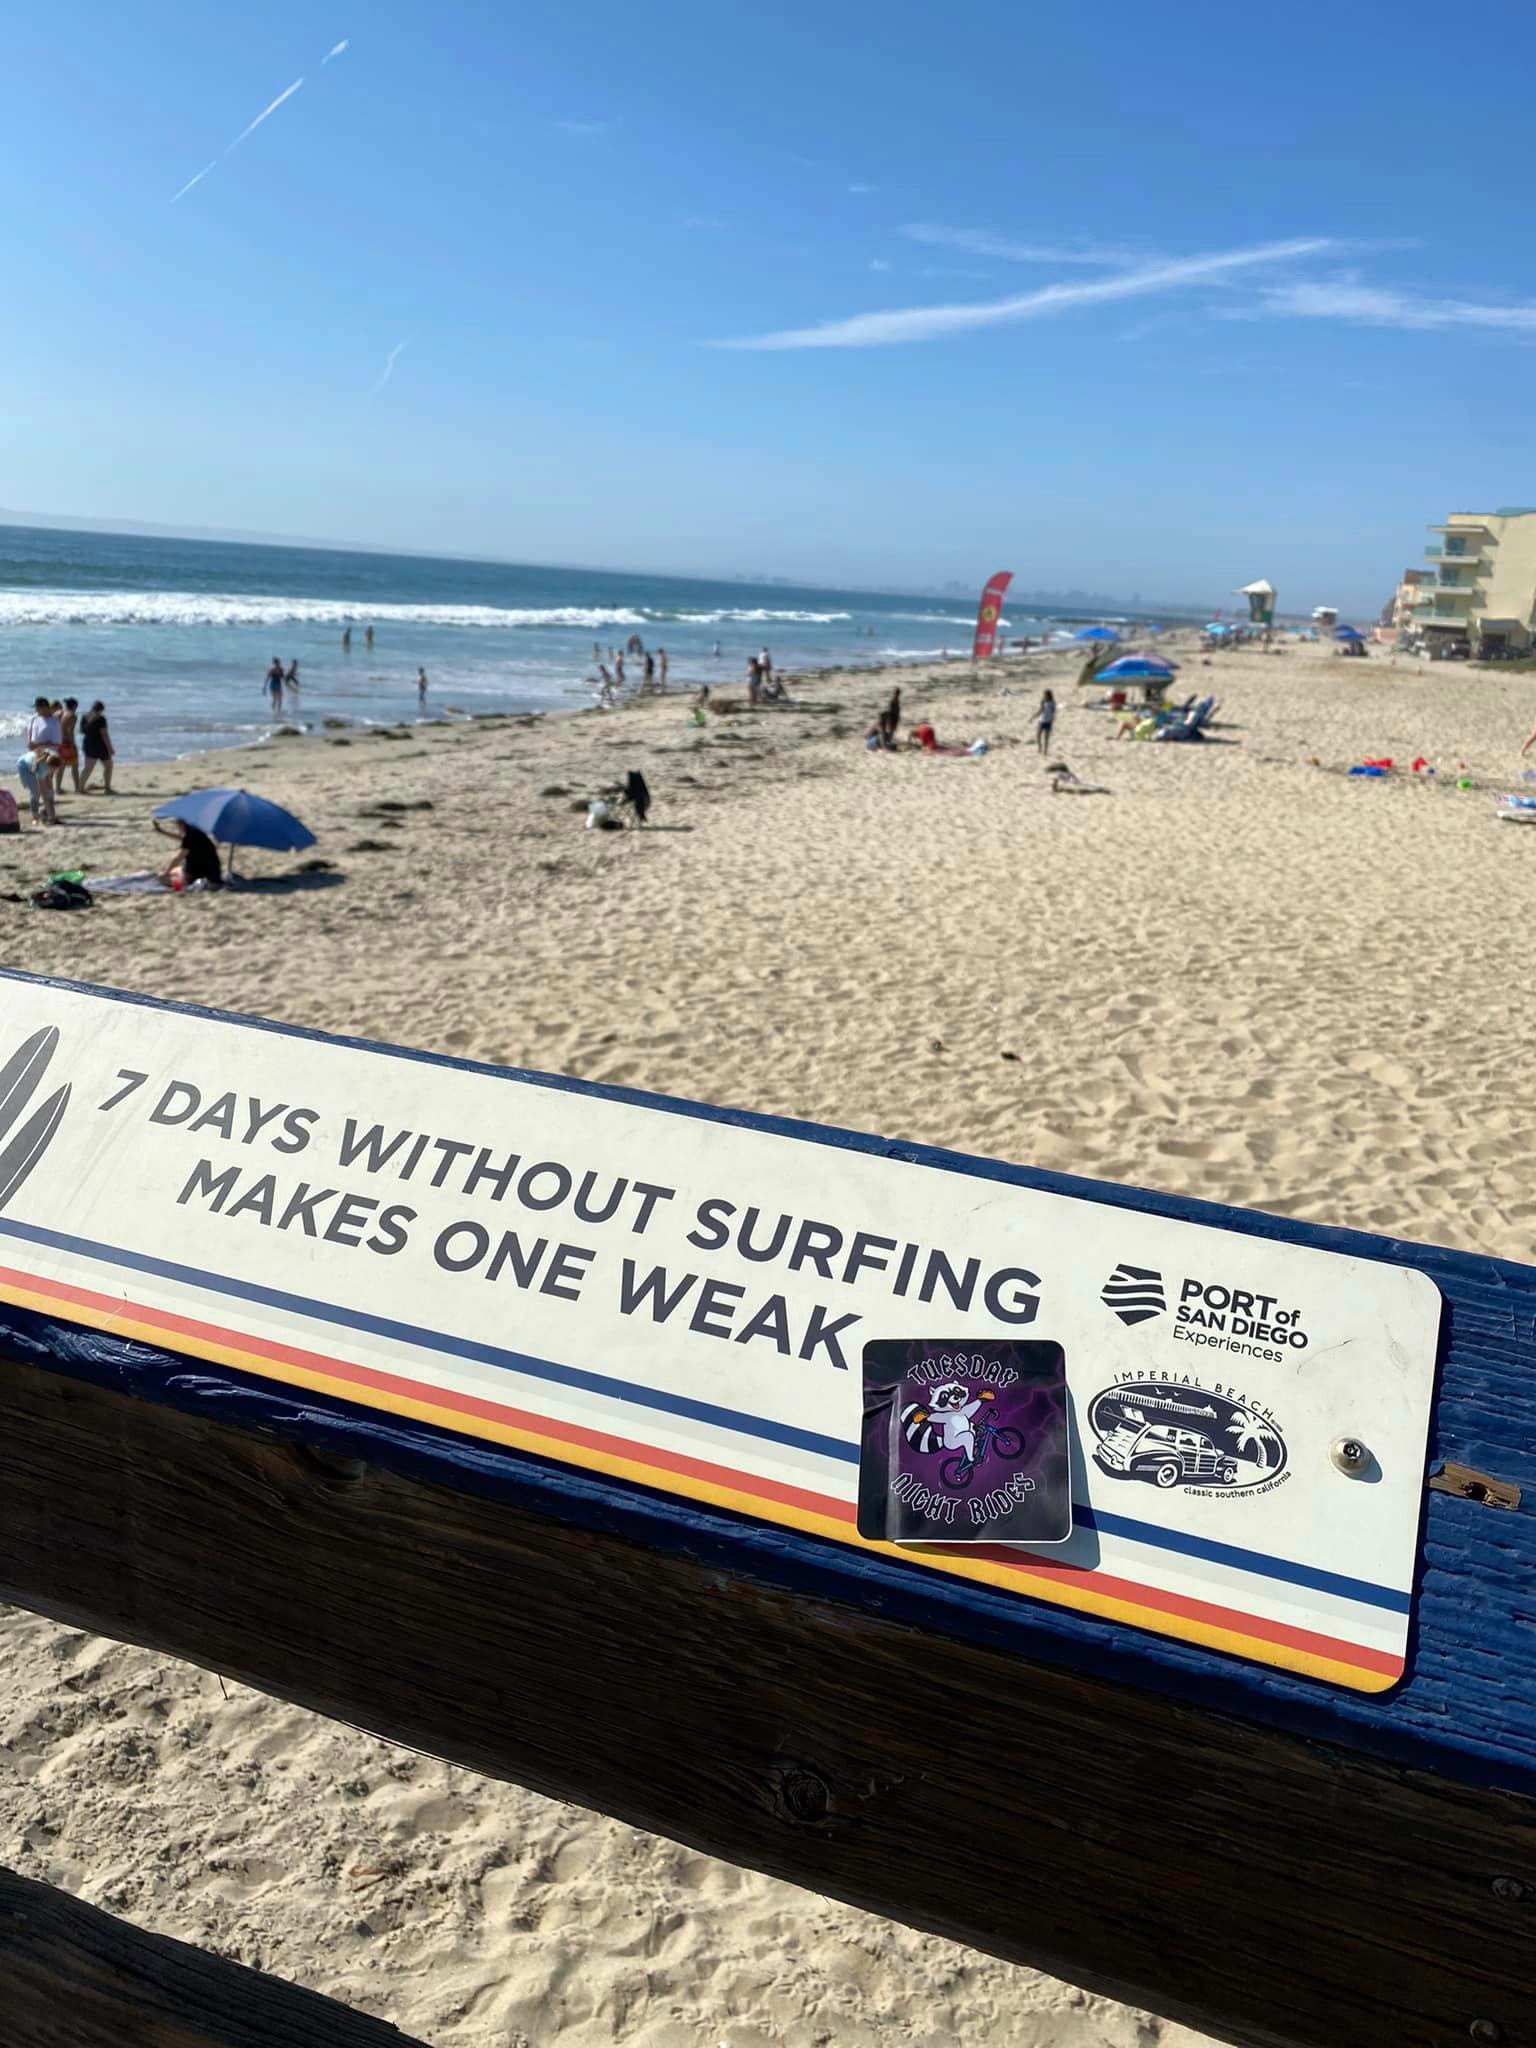 7 DAYS WITHOUT SURFING
MAKES ONE WEAK
PORT of
SAN DIEGO
Experiences
IMPERIAL BEACH
classic southern california
TUESDAY
NIGHT RIDES